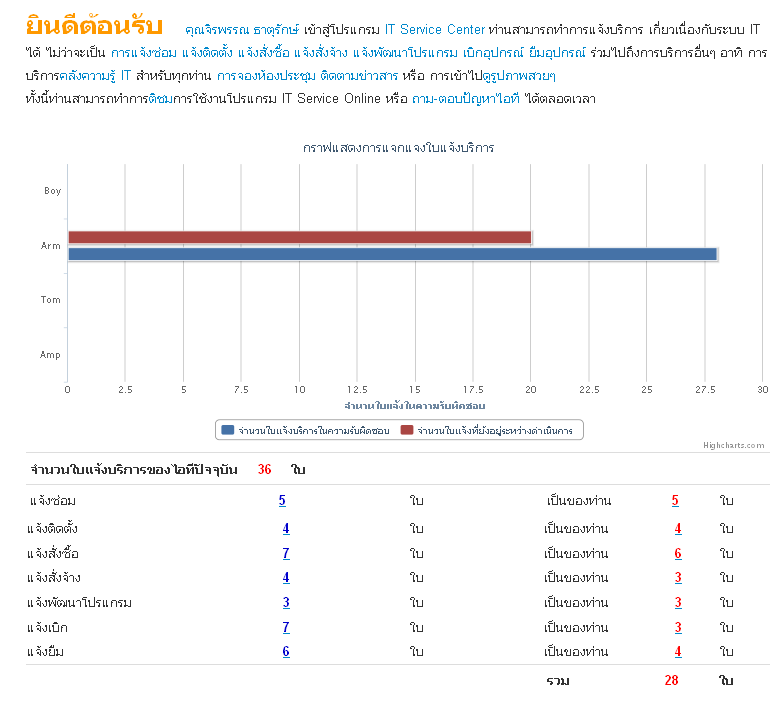 ยินดีต้อนรับ คุณจิรพรรณ ธาตุรักษ์ เข้าสู่โปรแกรม IT Service Center ท่านสามารถทำการแจ้งบริการ เกี่ยวเนื่องกับระบบ IT
ได้ ไม่ว่าจะเป็น การแจ้งซ่อม แจ้งติดตั้ง แจ้งสั่งซื้อ แจ้งสั่งจ้าง แจ้งพัฒนาโปรแกรม เบิกอุปกรณ์ ยืมอุปกรณ์ ร่วมไปถึงการบริการอื่นๆ อาทิ การ
บริการคลังความรู้ IT สำหรับทุกท่าน การจองห้องประชุม ติดตามข่าวสาร หรือ การเข้าไปดูรูปภาพสวยๆ
ทั้งนี้ท่านสามารถทำการติชมการใช้งานโปรแกรม IT Service Online หรือ ถาม-ตอบปัญหาไอที ได้ตลอดเวลา
กราฟแสดงการแจกแจงใบแจ้งบริการ
Boy
Arm
Tom
Amp
0 2.5 5 7.5 10 12.5 15 17.5 20 22.5 25 27.5 30
จำนวนใบแจ้งในความรับผิดชอบ
จำนวนใบแจ้งบริการในความรับผิดชอบ จำนวนใบแจ้งที่ยังอยู่ระหว่างดำเนินการ
Highcharts.com
จำนวนใบแจ้งบริการของไอทีปัจจุบัน 36 ใบ
แจ้งซ่อม 5 ใบ เป็นของท่าน 5 ใบ
แจ้งติดตั้ง 4 ใบ เป็นของท่าน 4 ใบ
แจ้งสั่งซื้อ 7 ใบ เป็นของท่าน 6 ใบ
แจ้งสั่งจ้าง 4 ใบ เป็นของท่าน 3 ใบ
แจ้งพัฒนาโปรแกรม 3 ใบ เป็นของท่าน 3 ใบ
แจ้งเบิก 7 ใบ เป็นของท่าน 3 ใบ
แจ้งยืม 6 ใบ เป็นของท่าน 4 ใบ
รวม 28 ใบ